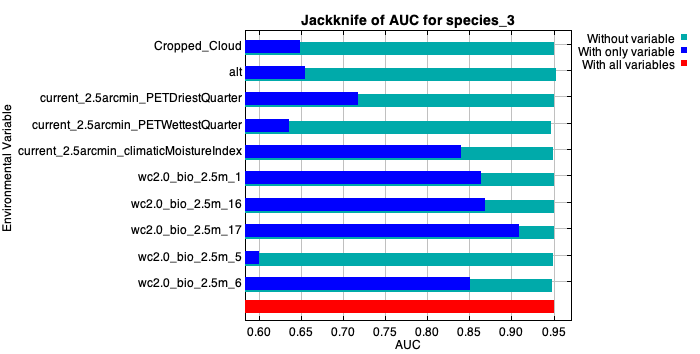 Jackknife of AUC for species_3
Without variable
With only variable
With all variables
Environmental Variable
Cropped_Cloud
alt
current_2.5arcmin_PETDriestQuarter
current_2.5arcmin_PETWettestQuarter
current_2.5arcmin_climaticMoistureIndex
wc2.0_bio_2.5m_1
wc2.0_bio_2.5m_16
wc2.0_bio_2.5m_17
wc2.0_bio_2.5m_5
wc2.0_bio_2.5m_6
0.60 0.65 0.70 0.75 0.80 0.85 0.90 0.95
AUC